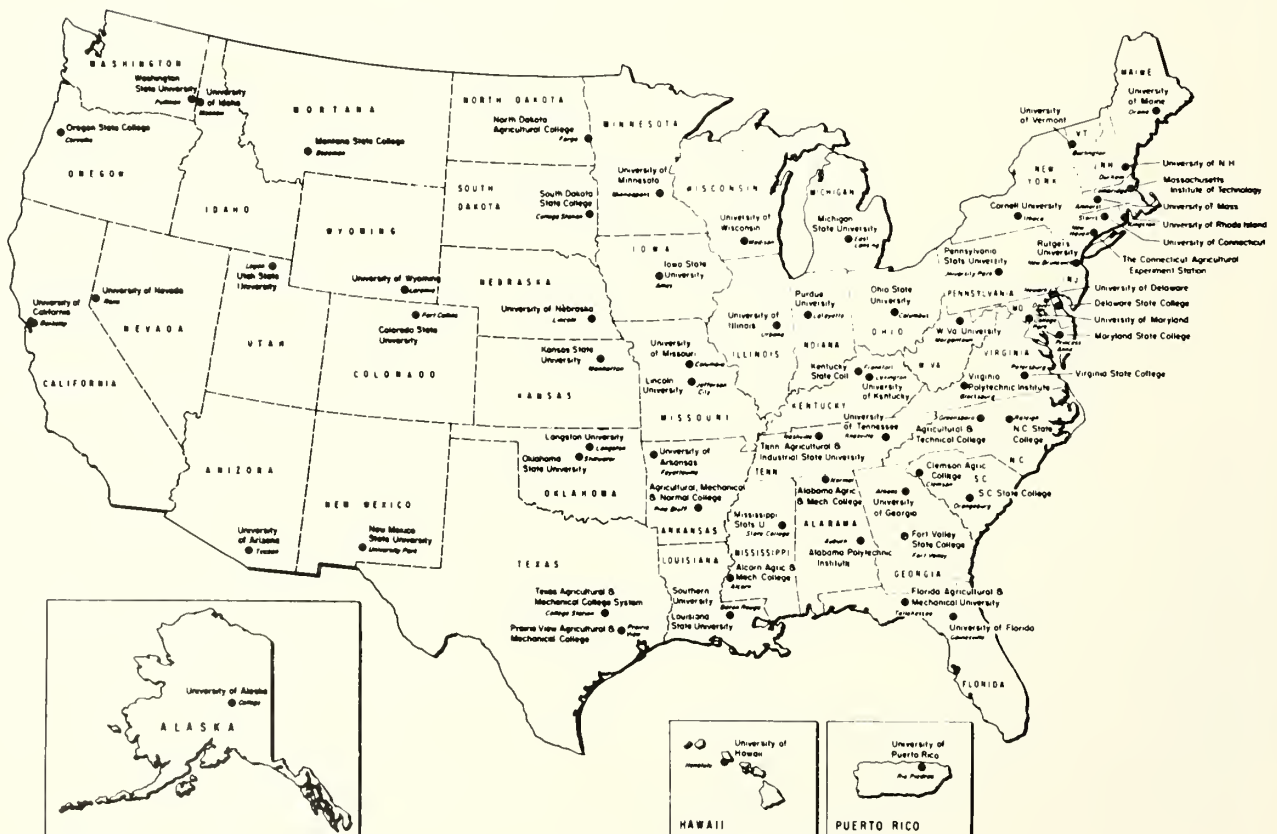 WASHINGTON
Washington
State University
Pullman
University
of Idaho
Moscow
Oregon State College
Corvallis
OREGON
IDAHO
MONTANA
Montana State College
Bozeman
NORTH DAKOTA
North Dakota
Agricultural College
Fargo
SOUTH
DAKOTA
South Dakota
State College
College Station
MINNESOTA
University of
Minnesota
Minneapolis
WISCONSIN
University of
Wisconsin
Madison
MICHIGAN
Michigan
State University
East
Lansing
WYOMING
University of Wyoming
Laramie
Logan
Utah State
University
UTAH
University of Nevada
Reno
NEVADA
University of
California
Berkeley
CALIFORNIA
Fort Collins
Colorado State
University
COLORADO
NEBRASKA
University of Nebraska
Lincoln
IOWA
Iowa State
University
Ames
Kansas State
University
Manhattan
KANSAS
University
of Missouri
Columbia
Lincoln
University
Jefferson
City
MISSOURI
University of
Illinois
Urbana
ILLINOIS
Purdue
University
Lafayette
INDIANA
Ohio State
University
Columbus
OHIO
Kentucky
State Coll
Frankfort
Lexington
University
of Kentucky
KENTUCKY
University
of Tennessee
Knoxville
Nashville
Tenn Agricultural &
Industrial State University
TENN
W.Va University
Morgantown
W VA
PENNSYLVANIA
Pennsylvania
State University
University Park
NEW
YORK
Cornell University
Ithaca
University
of Vermont
VT
Burlington
MAINE
University
of Maine
Orono
N H
Durham
University of N H
Cambridge
Massachusetts
Institute of Technology
Amherst
University of Mass
Storrs
Kingston
University of Rhode Island
University of Connecticut
New
Haven
The Connecticut Agricultural
Experiment Station
Rutgers
University
New Brunswick
N J
Newark
University of Delaware
Dover
Delaware State College
MD
College
Park
University of Maryland
Princess
Anne
Maryland State College
VIRGINIA
Petersburg
Virginia State College
Virginia
Polytechnic Institute
Blacksburg
Greensboro
Agricultural &
Technical College
Raleigh
N.C. State
College
N C
Clemson Agric
College
Clemson
S C
S.C. State College
Orangeburg
Athens
University
of Georgia
Fort Valley
State College
Fort Valley
GEORGIA
Normal
Alabama Agric
& Mech College
ALABAMA
Auburn
Alabama Polytechnic
Institute
Mississippi
State U
State College
MISSISSIPPI
Alcorn Agric &
Mech College
Alcorn
Florida Agricultural &
Mechanical University
Tallahassee
University of Florida
Gainesville
FLORIDA
Langston University
Langston
Oklahoma
State University
Stillwater
OKLAHOMA
University of
Arkansas
Fayetteville
Agricultural, Mechanical
& Normal College
Pine Bluff
ARKANSAS
LOUISIANA
Southern
University
Baton Rouge
Louisiana
State University
ARIZONA
University
of Arizona
Tucson
NEW MEXICO
New Mexico
State University
University Park
TEXAS
Texas Agricultural &
Mechanical College System
College Station
Prairie View Agricultural &
Mechanical College
Prairie
View
University of Alaska
College
ALASKA
University of
Hawaii
Honolulu
HAWAII
University of
Puerto Rico
Rio Piedras
PUERTO RICO